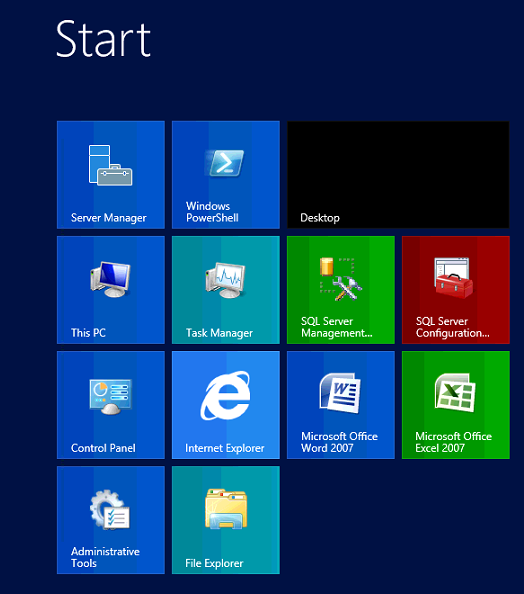 Start
Server Manager
Windows
PowerShell
Desktop
This PC
Task Manager
SQL Server
Management...
SQL Server
Configuration...
Control Panel
Internet Explorer
Microsoft Office
Word 2007
Microsoft Office
Excel 2007
Administrative
Tools
File Explorer